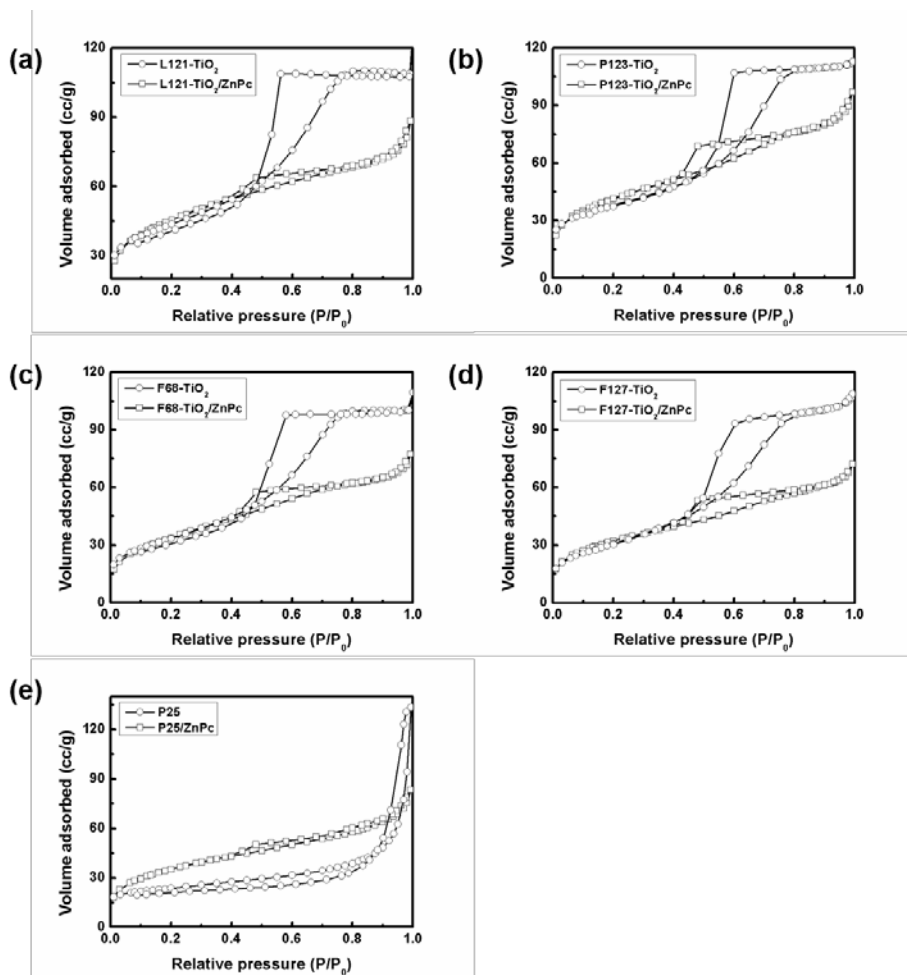 (a)
120
90
60
30
Volume adsorbed (cc/g)
L121-TiO₂
L121-TiO₂/ZnPc
0.0 0.2 0.4 0.6 0.8 1.0
Relative pressure (P/P₀)
(b)
120
90
60
30
0
Volume adsorbed (cc/g)
P123-TiO₂
P123-TiO₂/ZnPc
0.0 0.2 0.4 0.6 0.8 1.0
Relative pressure (P/P₀)
(c)
120
90
60
30
0
Volume adsorbed (cc/g)
F68-TiO₂
F68-TiO₂/ZnPc
0.0 0.2 0.4 0.6 0.8 1.0
Relative pressure (P/P₀)
(d)
120
90
60
30
0
Volume adsorbed (cc/g)
F127-TiO₂
F127-TiO₂/ZnPc
0.0 0.2 0.4 0.6 0.8 1.0
Relative pressure (P/P₀)
(e)
120
90
60
30
0
Volume adsorbed (cc/g)
P25
P25/ZnPc
0.0 0.2 0.4 0.6 0.8 1.0
Relative pressure (P/P₀)